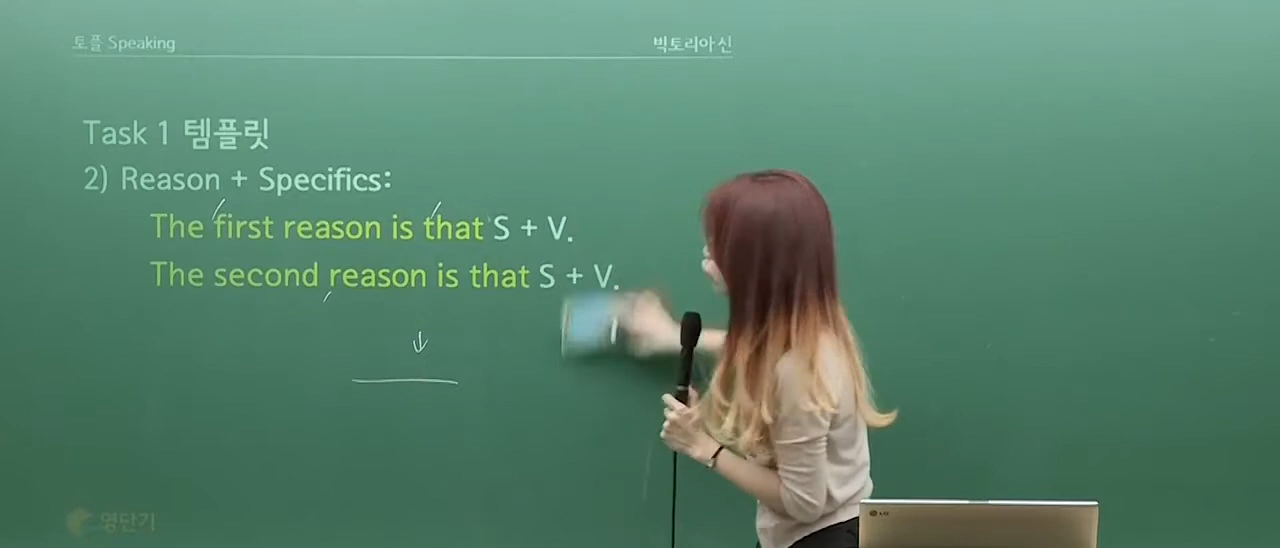 토플 Speaking 빅토리아 신
Task 1 템플릿
2) Reason + Specifics:
The first reason is that S + V.
The second reason is that S + V.
영단기
LG